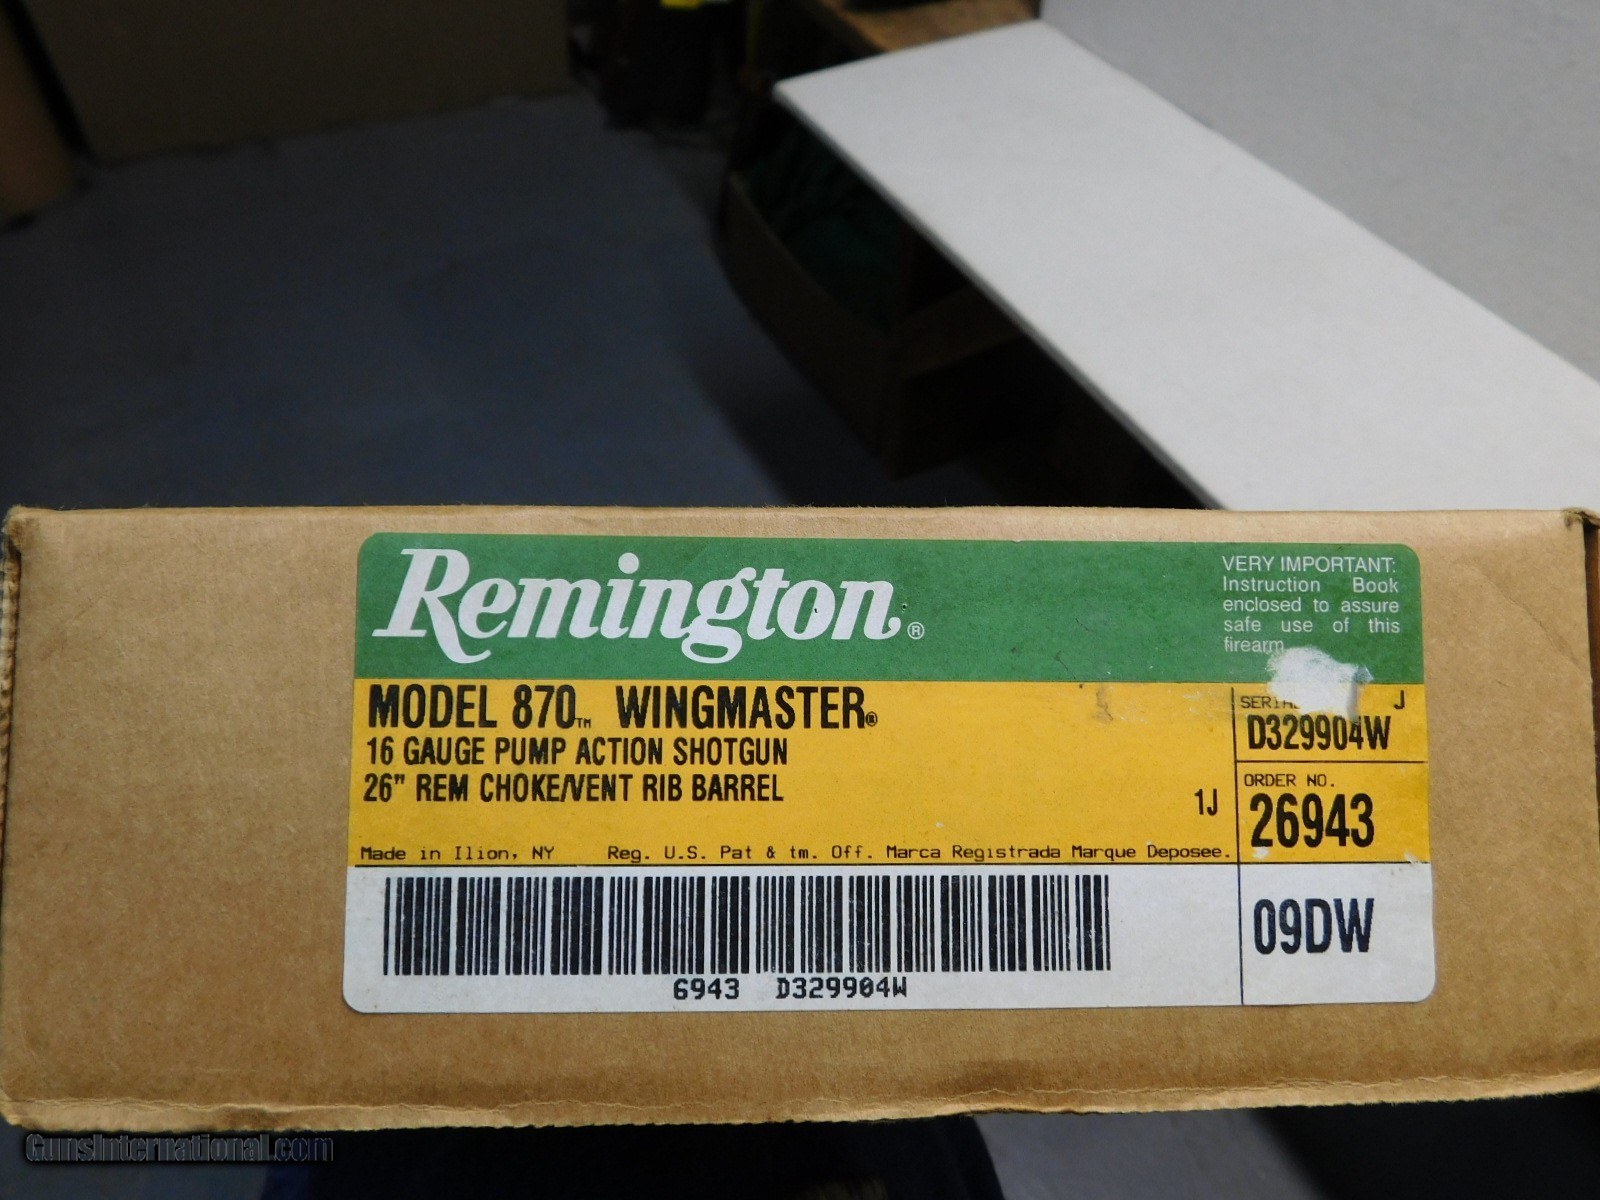 Remington®
VERY IMPORTANT:
Instruction Book
enclosed to assure
safe use of this
firearm
MODEL 870™ WINGMASTER®
16 GAUGE PUMP ACTION SHOTGUN
26" REM CHOKE/VENT RIB BARREL
1J
J
D329904W
ORDER NO.
26943
Made in Ilion, NY Reg. U.S. Pat & tm. Off. Marca Registrada Marque Deposee.
09DW
6943 D329904W
GunsInternational.com